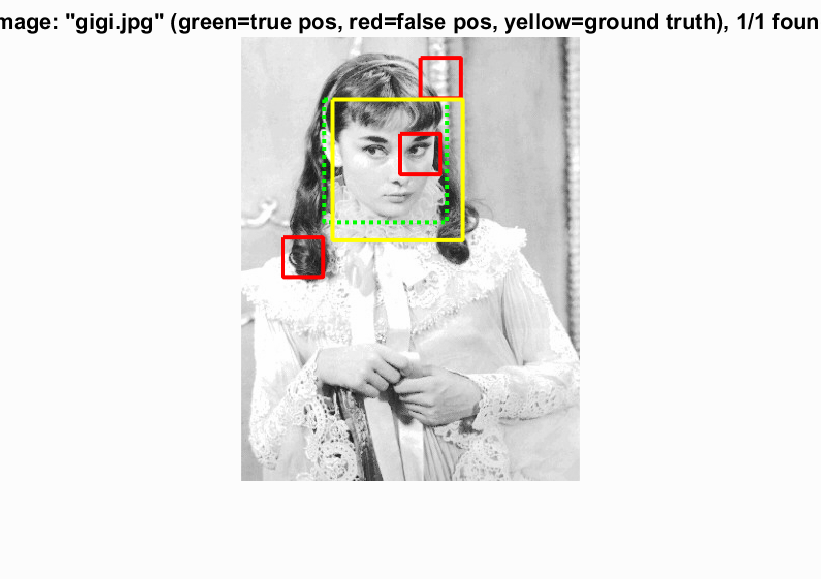 mage: "gigi.jpg" (green=true pos, red=false pos, yellow=ground truth), 1/1 foun